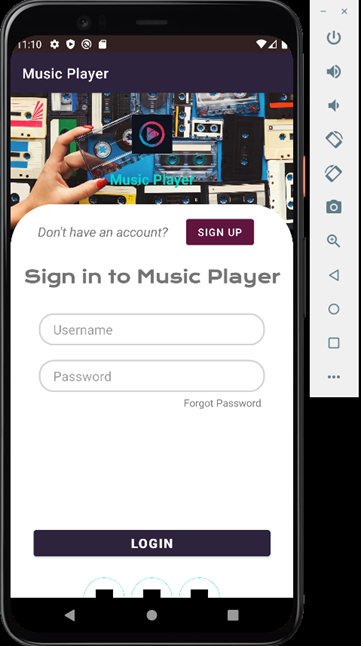 11:10
Music Player
Music Player
Don't have an account?
SIGN UP
Sign in to Music Player
Username
Password
Forgot Password
LOGIN